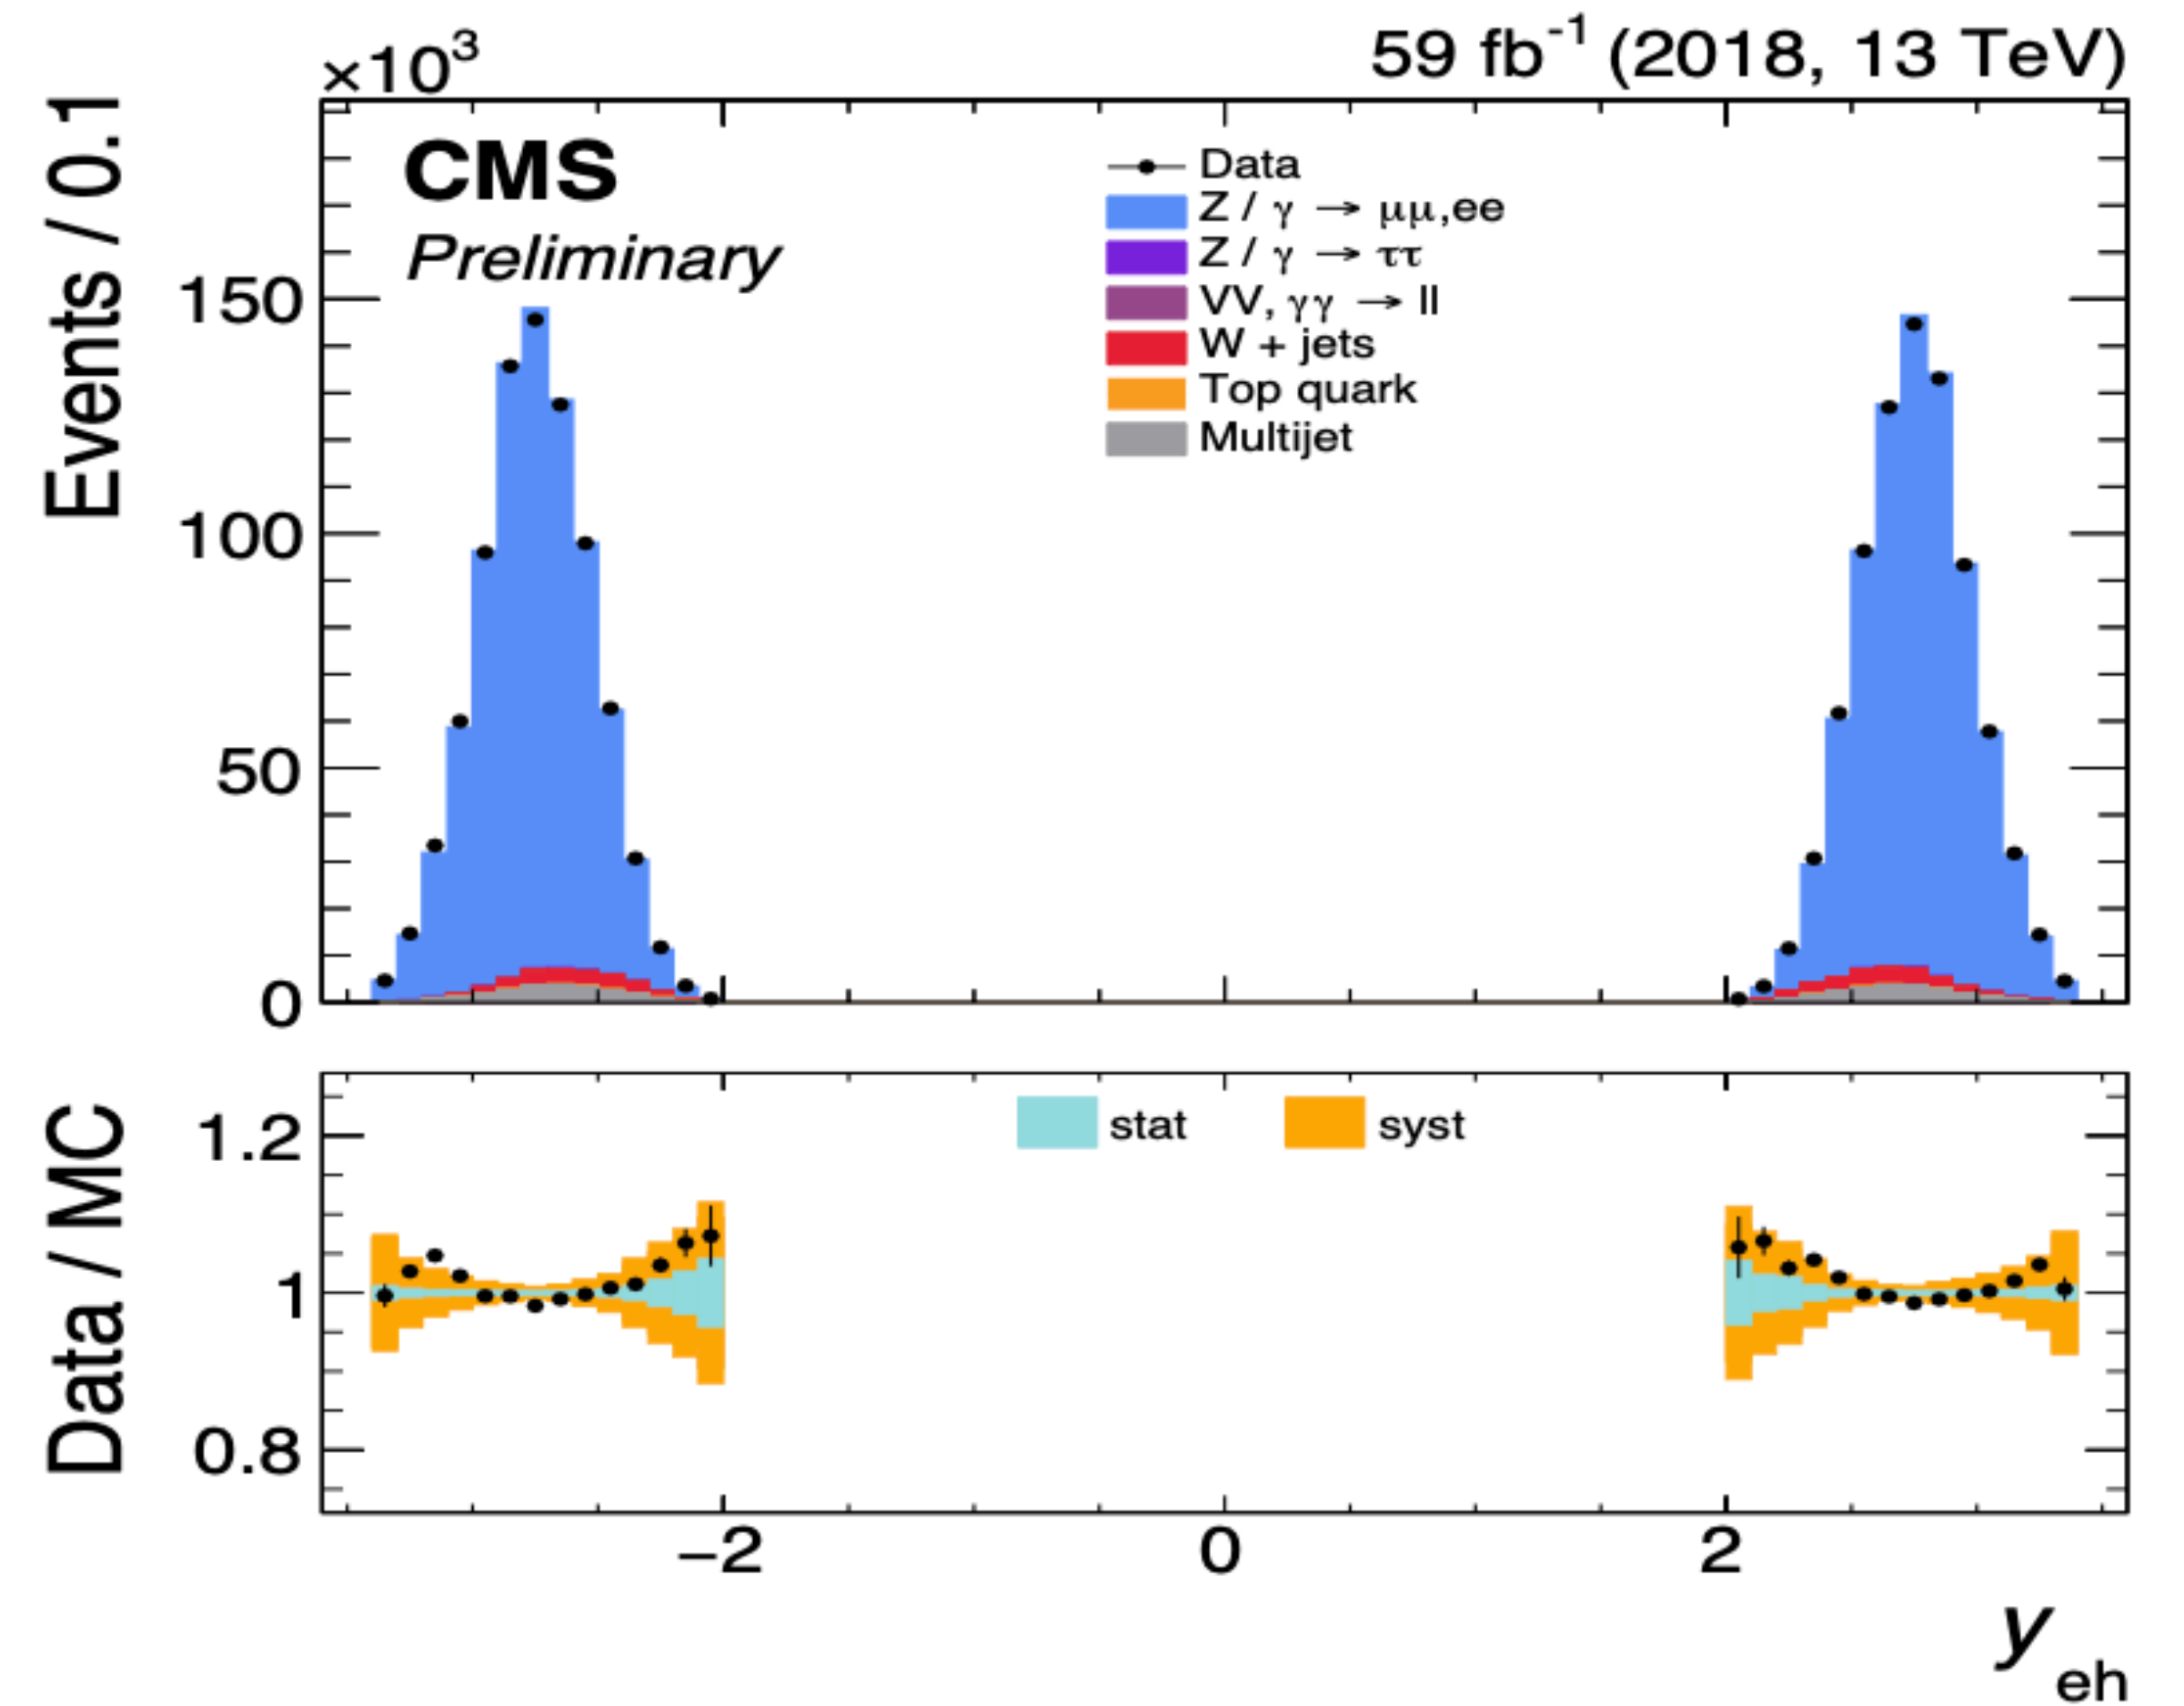 ×10³ 59 fb⁻¹ (2018, 13 TeV)
Events / 0.1
CMS
Preliminary
Data
Z / γ → μμ,ee
Z / γ → ττ
VV, γγ → ll
W + jets
Top quark
Multijet
150
100
50
0
Data / MC
stat syst
1.2
1
0.8
−2 0 2
y eh